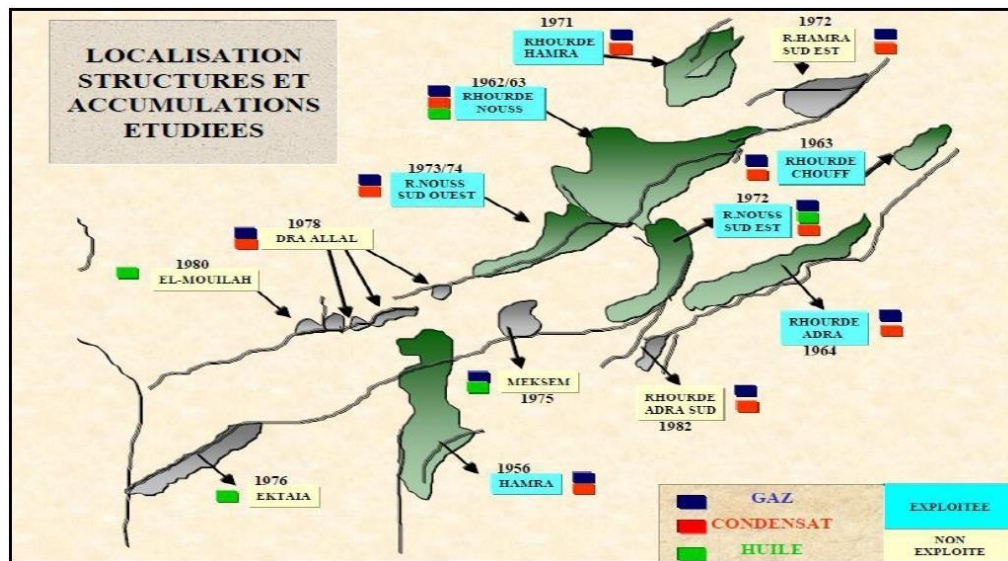 LOCALISATION
STRUCTURES ET
ACCUMULATIONS
ETUDIEES
1971
RHOURDE
HAMRA
1972
R.HAMRA
SUD EST
1962/63
RHOURDE
NOUSS
1963
RHOURDE
CHOUFF
1973/74
R.NOUSS
SUD OUEST
1972
R.NOUSS
SUD EST
1978
DRA ALLAL
1980
EL-MOUILAH
RHOURDE
ADRA
1964
MEKSEM
1975
RHOURDE
ADRA SUD
1982
1976
EKTAIA
1956
HAMRA
GAZ
CONDENSAT
HUILE
EXPLOITEE
NON
EXPLOITE